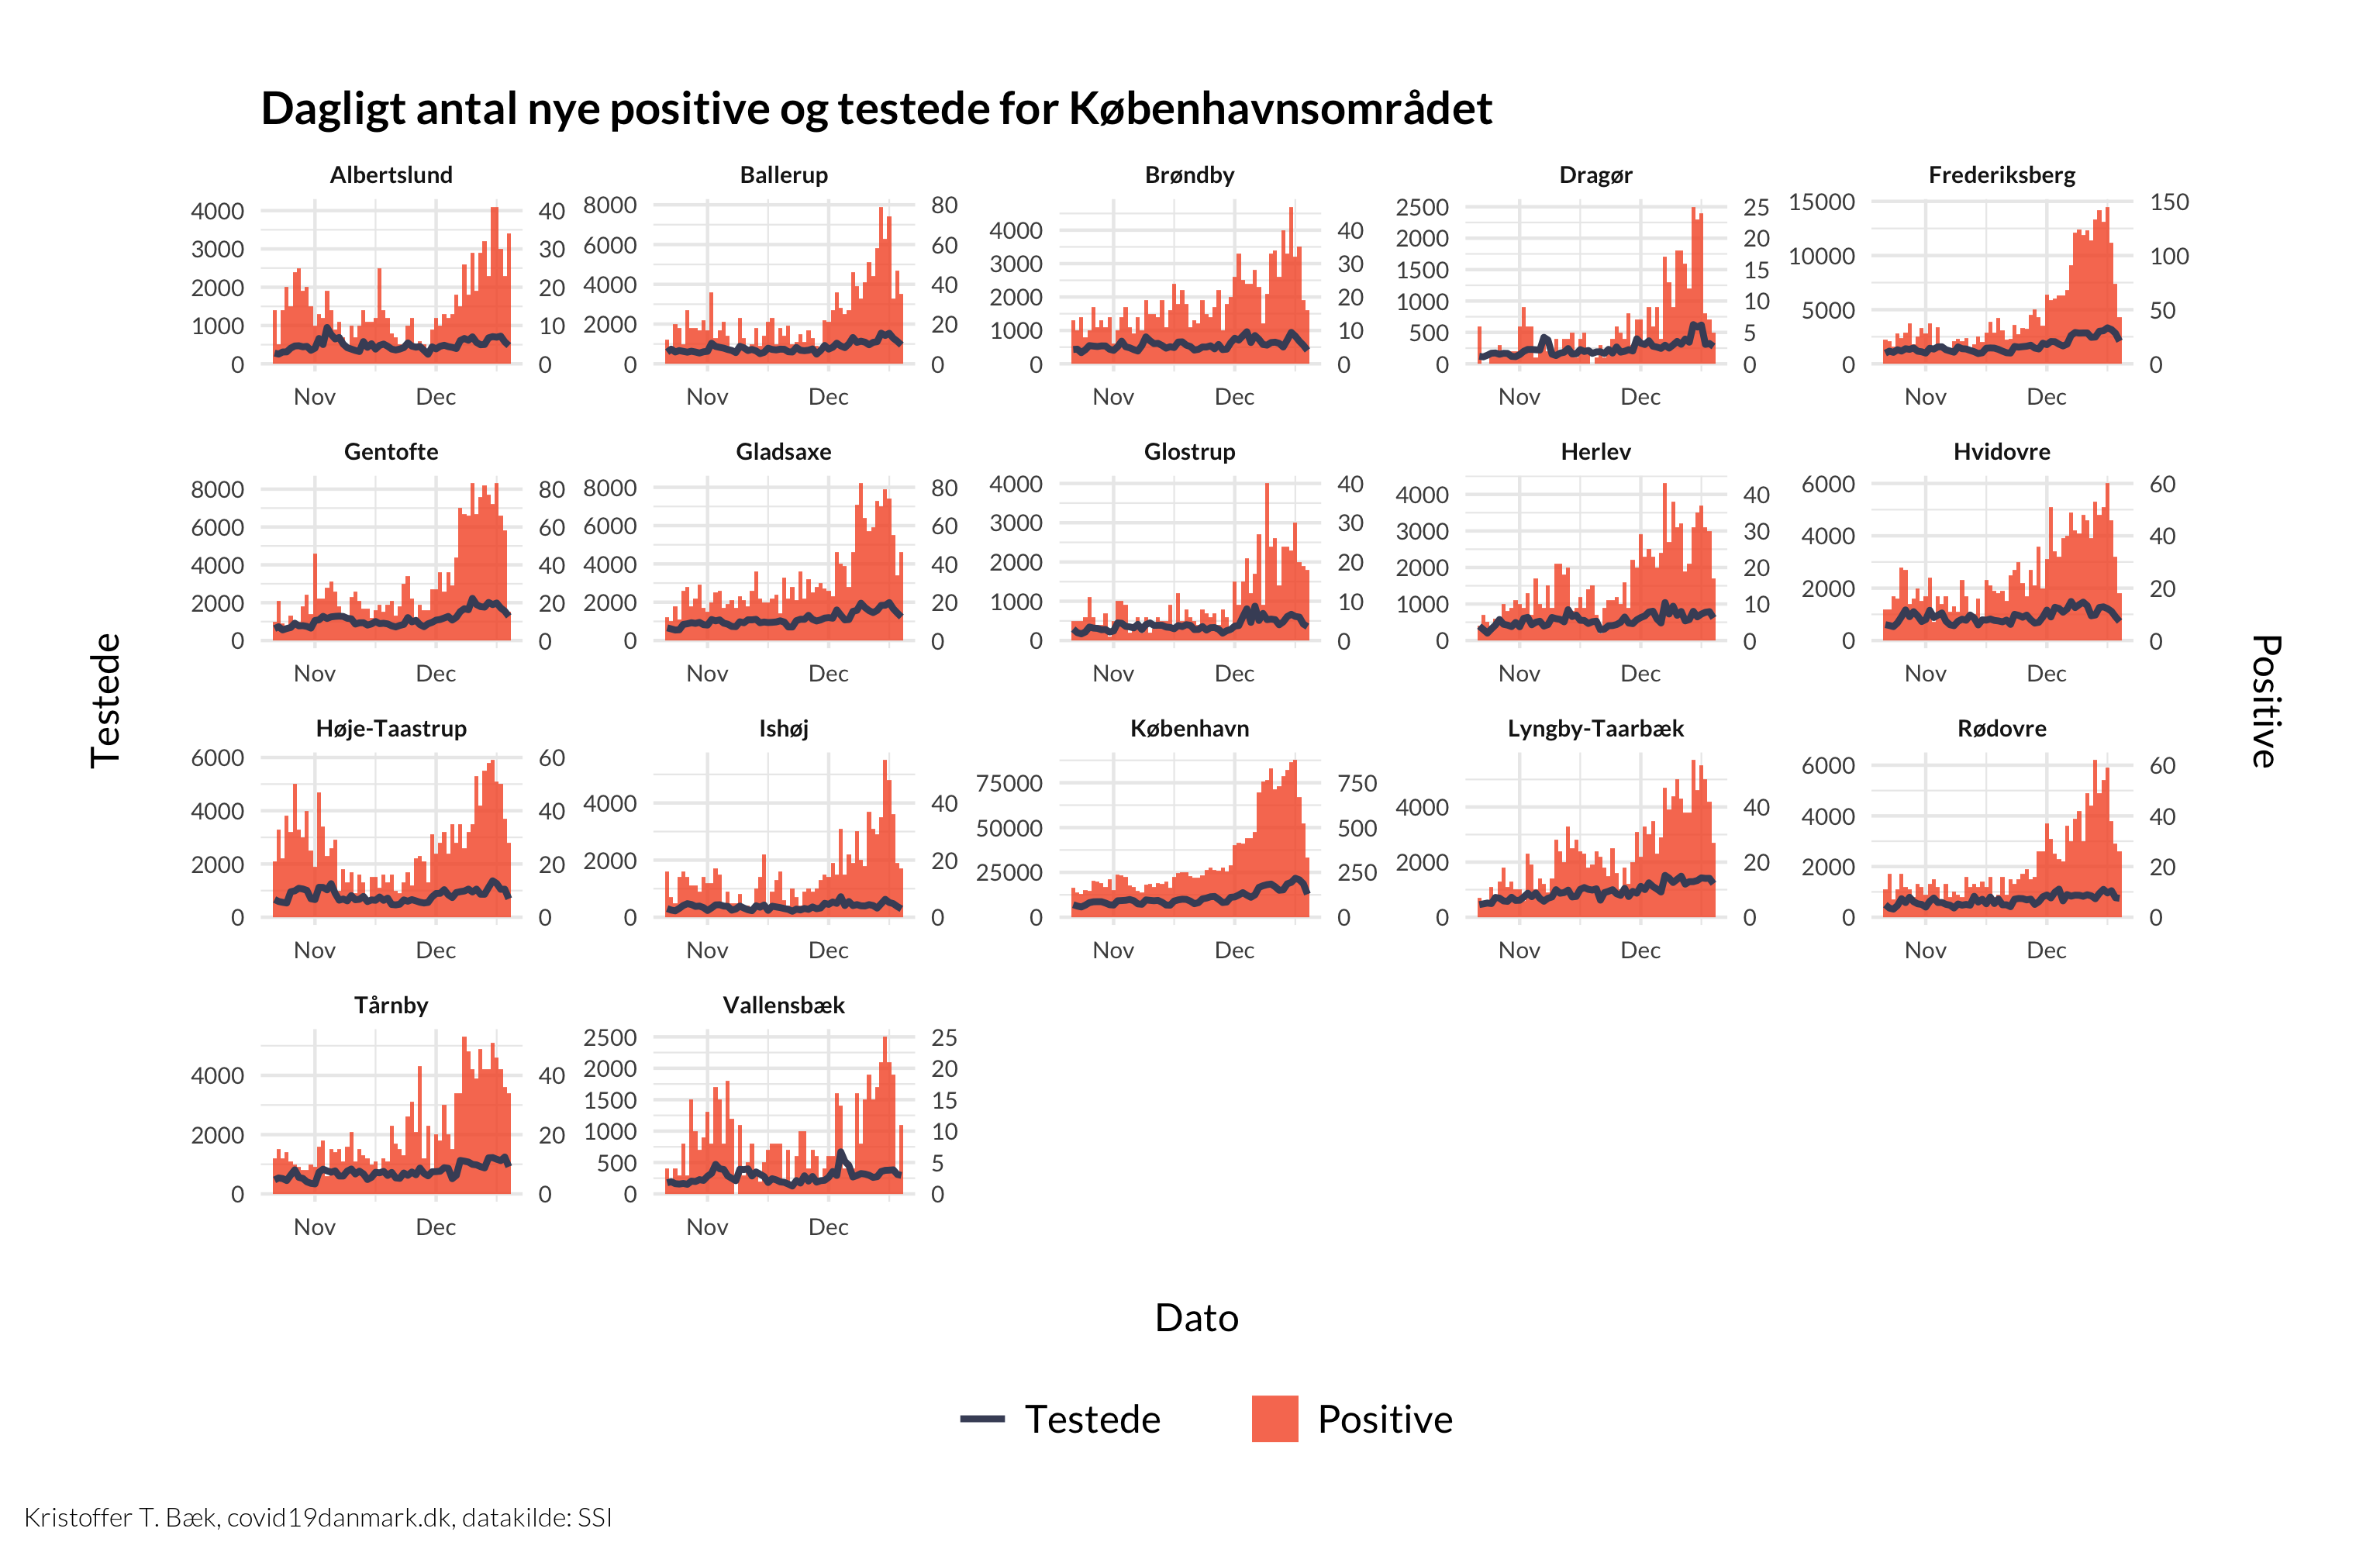 Dagligt antal nye positive og testede for Københavnsområdet
Albertslund Ballerup Brøndby Dragør Frederiksberg
4000 3000 2000 1000 0 40 30 20 10 0 8000 6000 4000 2000 0 80 60 40 20 0 4000 3000 2000 1000 0 40 30 20 10 0 2500 2000 1500 1000 500 0 25 20 15 10 5 0 15000 10000 5000 0 150 100 50 0
Nov Dec Nov Dec Nov Dec Nov Dec Nov Dec
Gentofte Gladsaxe Glostrup Herlev Hvidovre
8000 6000 4000 2000 0 80 60 40 20 0 8000 6000 4000 2000 0 80 60 40 20 0 4000 3000 2000 1000 0 40 30 20 10 0 4000 3000 2000 1000 0 40 30 20 10 0 6000 4000 2000 0 60 40 20 0
Nov Dec Nov Dec Nov Dec Nov Dec Nov Dec
Testede
Positive
Høje-Taastrup Ishøj København Lyngby-Taarbæk Rødovre
6000 4000 2000 0 60 40 20 0 4000 2000 0 40 20 0 75000 50000 25000 0 750 500 250 0 4000 2000 0 40 20 0 6000 4000 2000 0 60 40 20 0
Nov Dec Nov Dec Nov Dec Nov Dec Nov Dec
Tårnby Vallensbæk
4000 2000 0 40 20 0 2500 2000 1500 1000 500 0 25 20 15 10 5 0
Nov Dec Nov Dec
Dato
Testede Positive
Kristoffer T. Bæk, covid19danmark.dk, datakilde: SSI